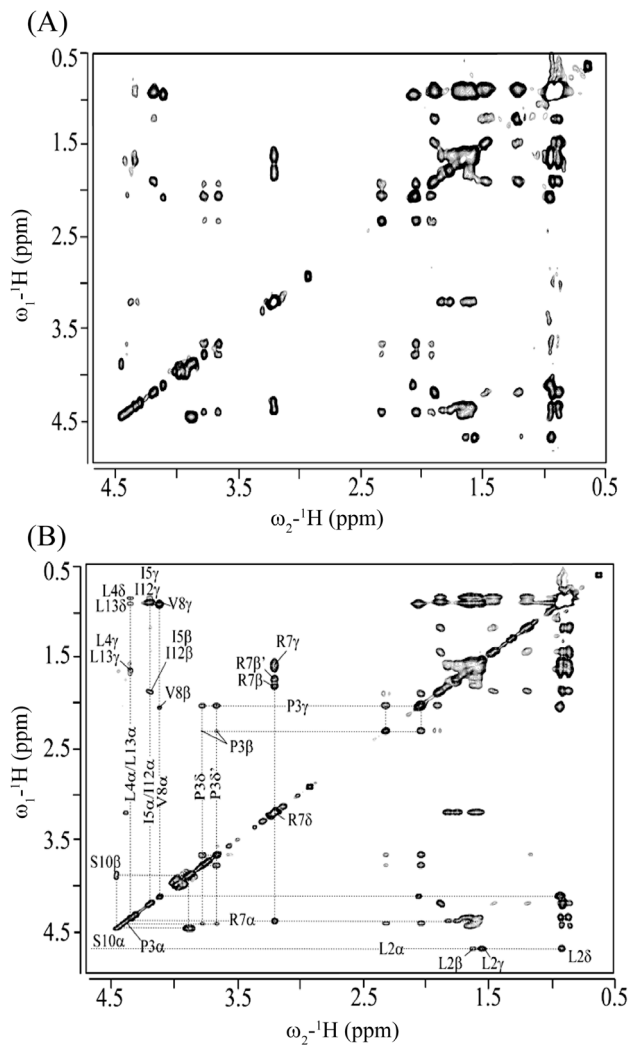 (A)
0.5
1.5
2.5
3.5
4.5
ω1-1H (ppm)
4.5 3.5 2.5 1.5 0.5
ω2-1H (ppm)
(B)
0.5
1.5
2.5
3.5
4.5
ω1-1H (ppm)
L4δ
L13δ
I5γ
I12γ
V8γ
L4γ
L13γ
I5β
I12β
V8β
R7γ
R7β'
R7β
P3γ
P3β
L4α/L13α
I5α/I12α
V8α
P3δ
P3δ'
R7δ
S10β
R7α
S10α
P3α
L2α
L2β
L2γ
L2δ
4.5 3.5 2.5 1.5 0.5
ω2-1H (ppm)